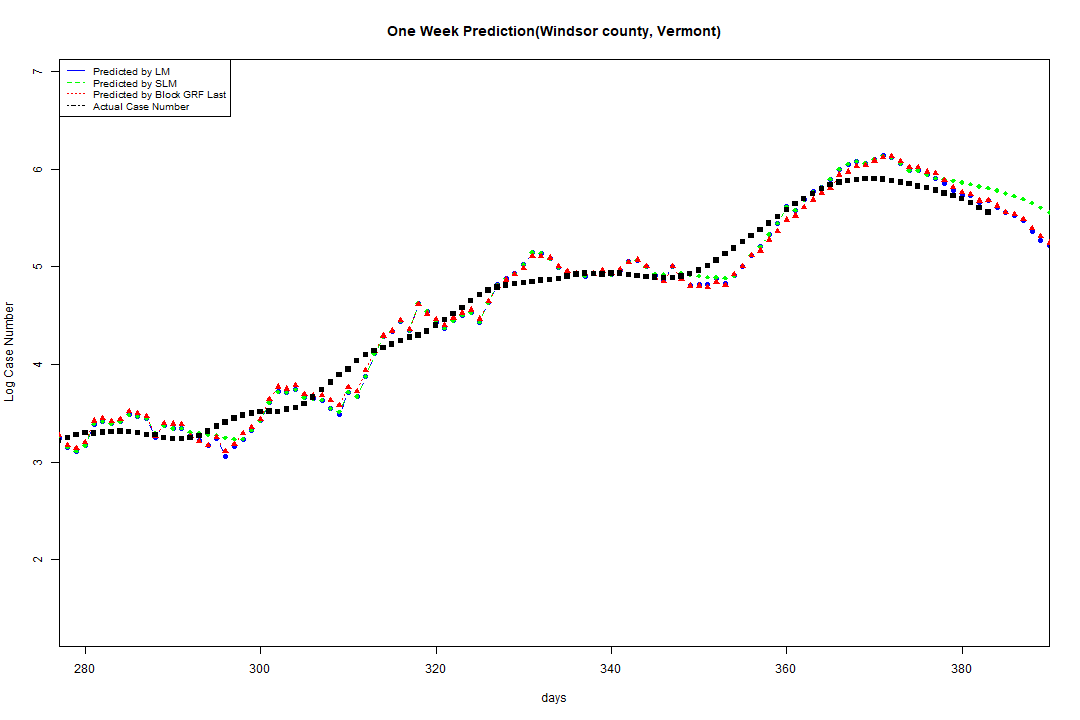 One Week Prediction(Windsor county, Vermont)
Predicted by LM
Predicted by SLM
Predicted by Block GRF Last
Actual Case Number
7
6
5
4
3
2
Log Case Number
280 300 320 340 360 380
days